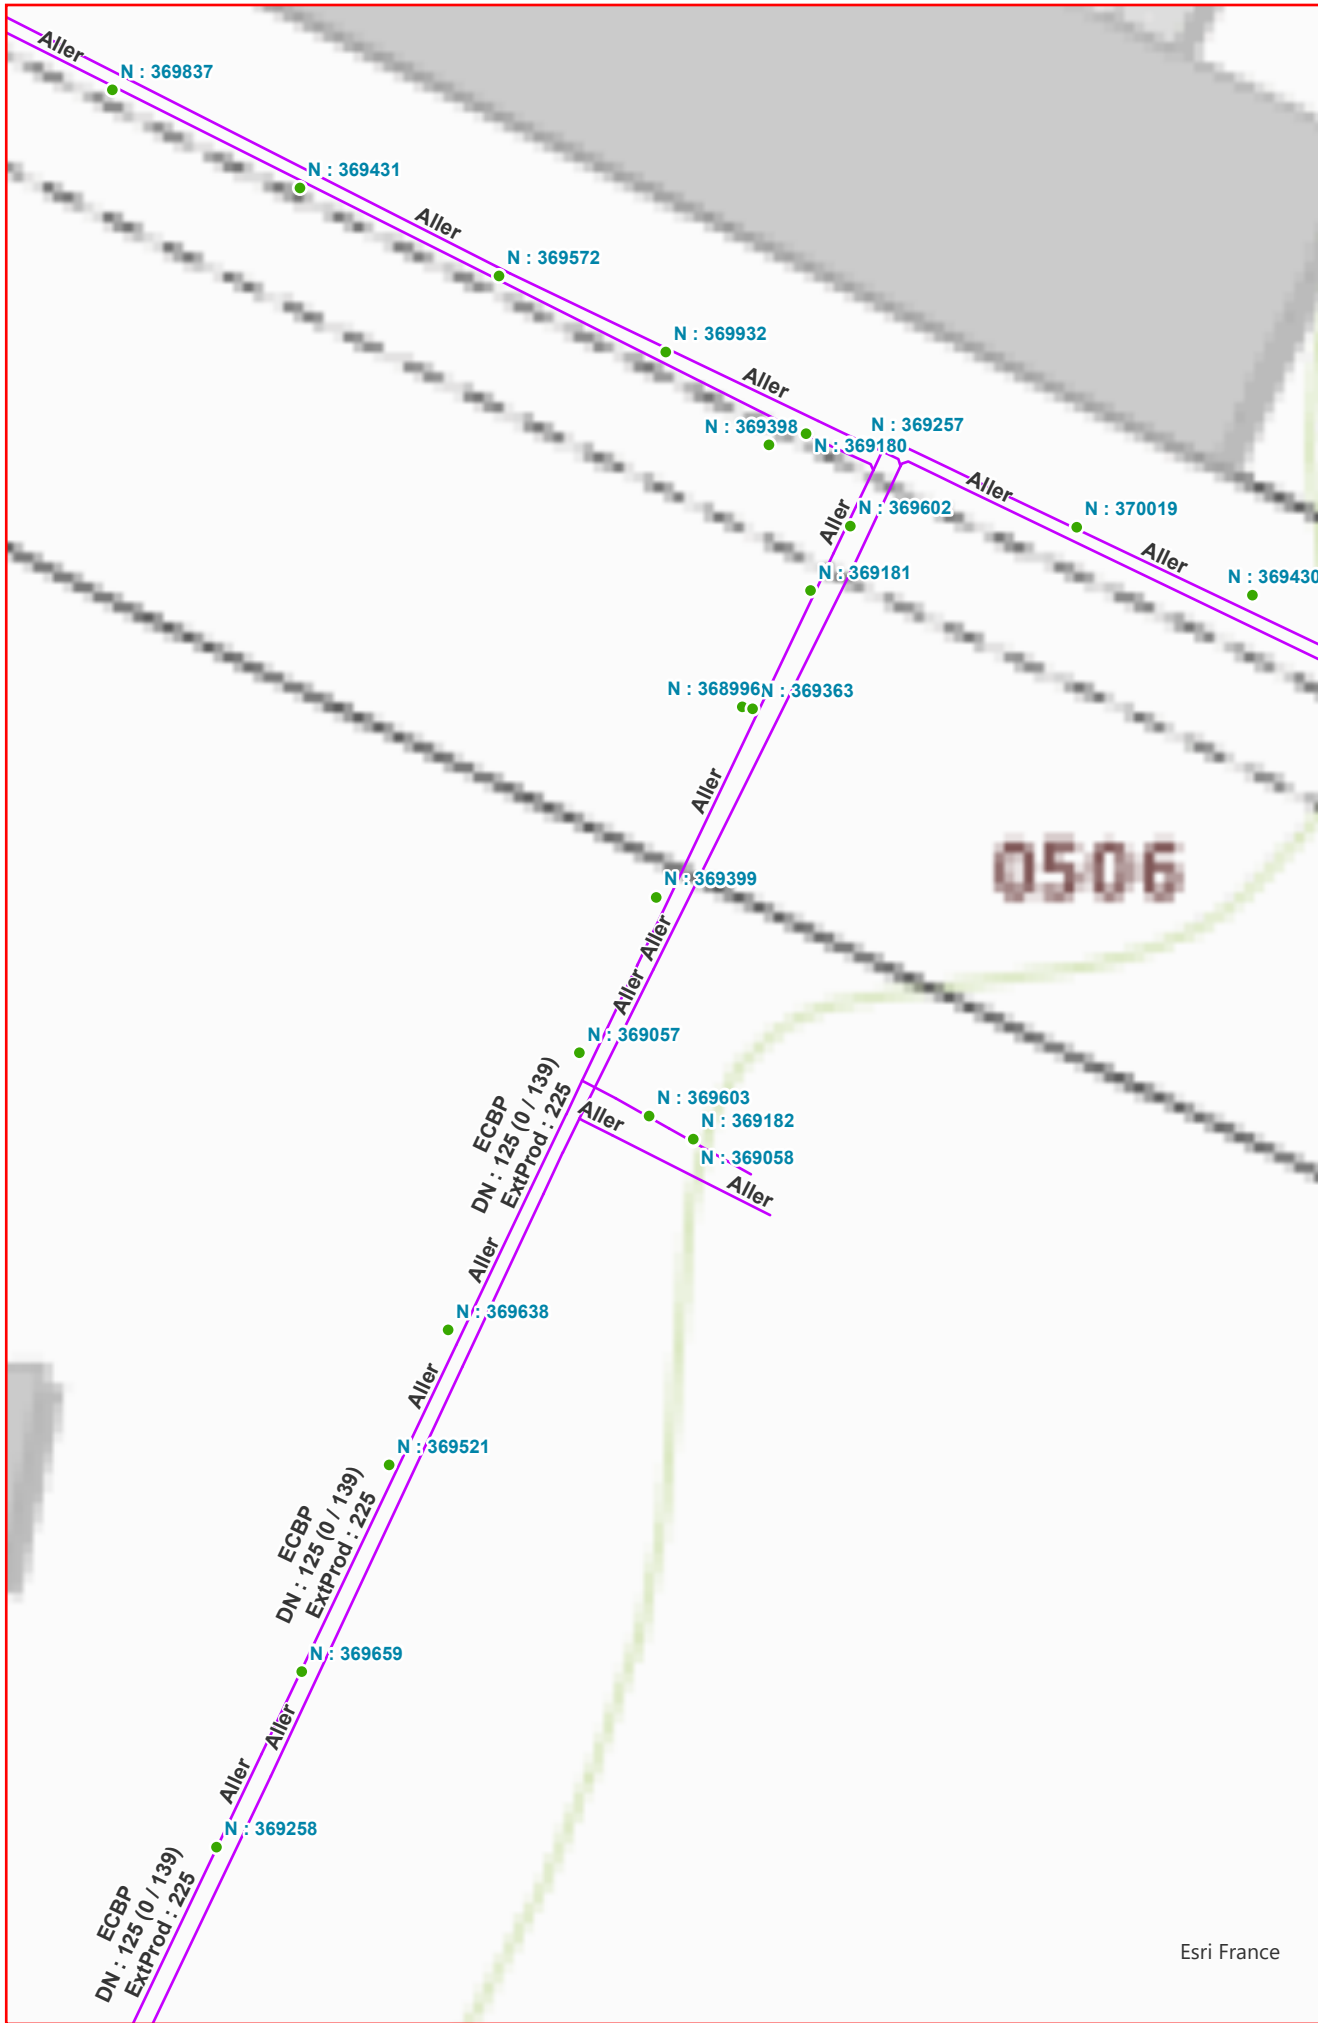 Aller
N : 369837
N : 369431
Aller
N : 369572
N : 369932
Aller
N : 369398
N : 369257
N : 369180
Aller
N : 370019
Aller
N : 369602
Aller
N : 369181
N : 369430
N : 368996
N : 369363
Aller
0506
N : 369399
Aller
Aller
N : 369057
ECBP
DN : 125 (0 / 139)
ExtProd : 225
N : 369603
Aller
N : 369182
N : 369058
Aller
Aller
N : 369638
Aller
N : 369521
ECBP
DN : 125 (0 / 139)
ExtProd : 225
N : 369659
Aller
Aller
N : 369258
ECBP
DN : 125 (0 / 139)
ExtProd : 225
Esri France